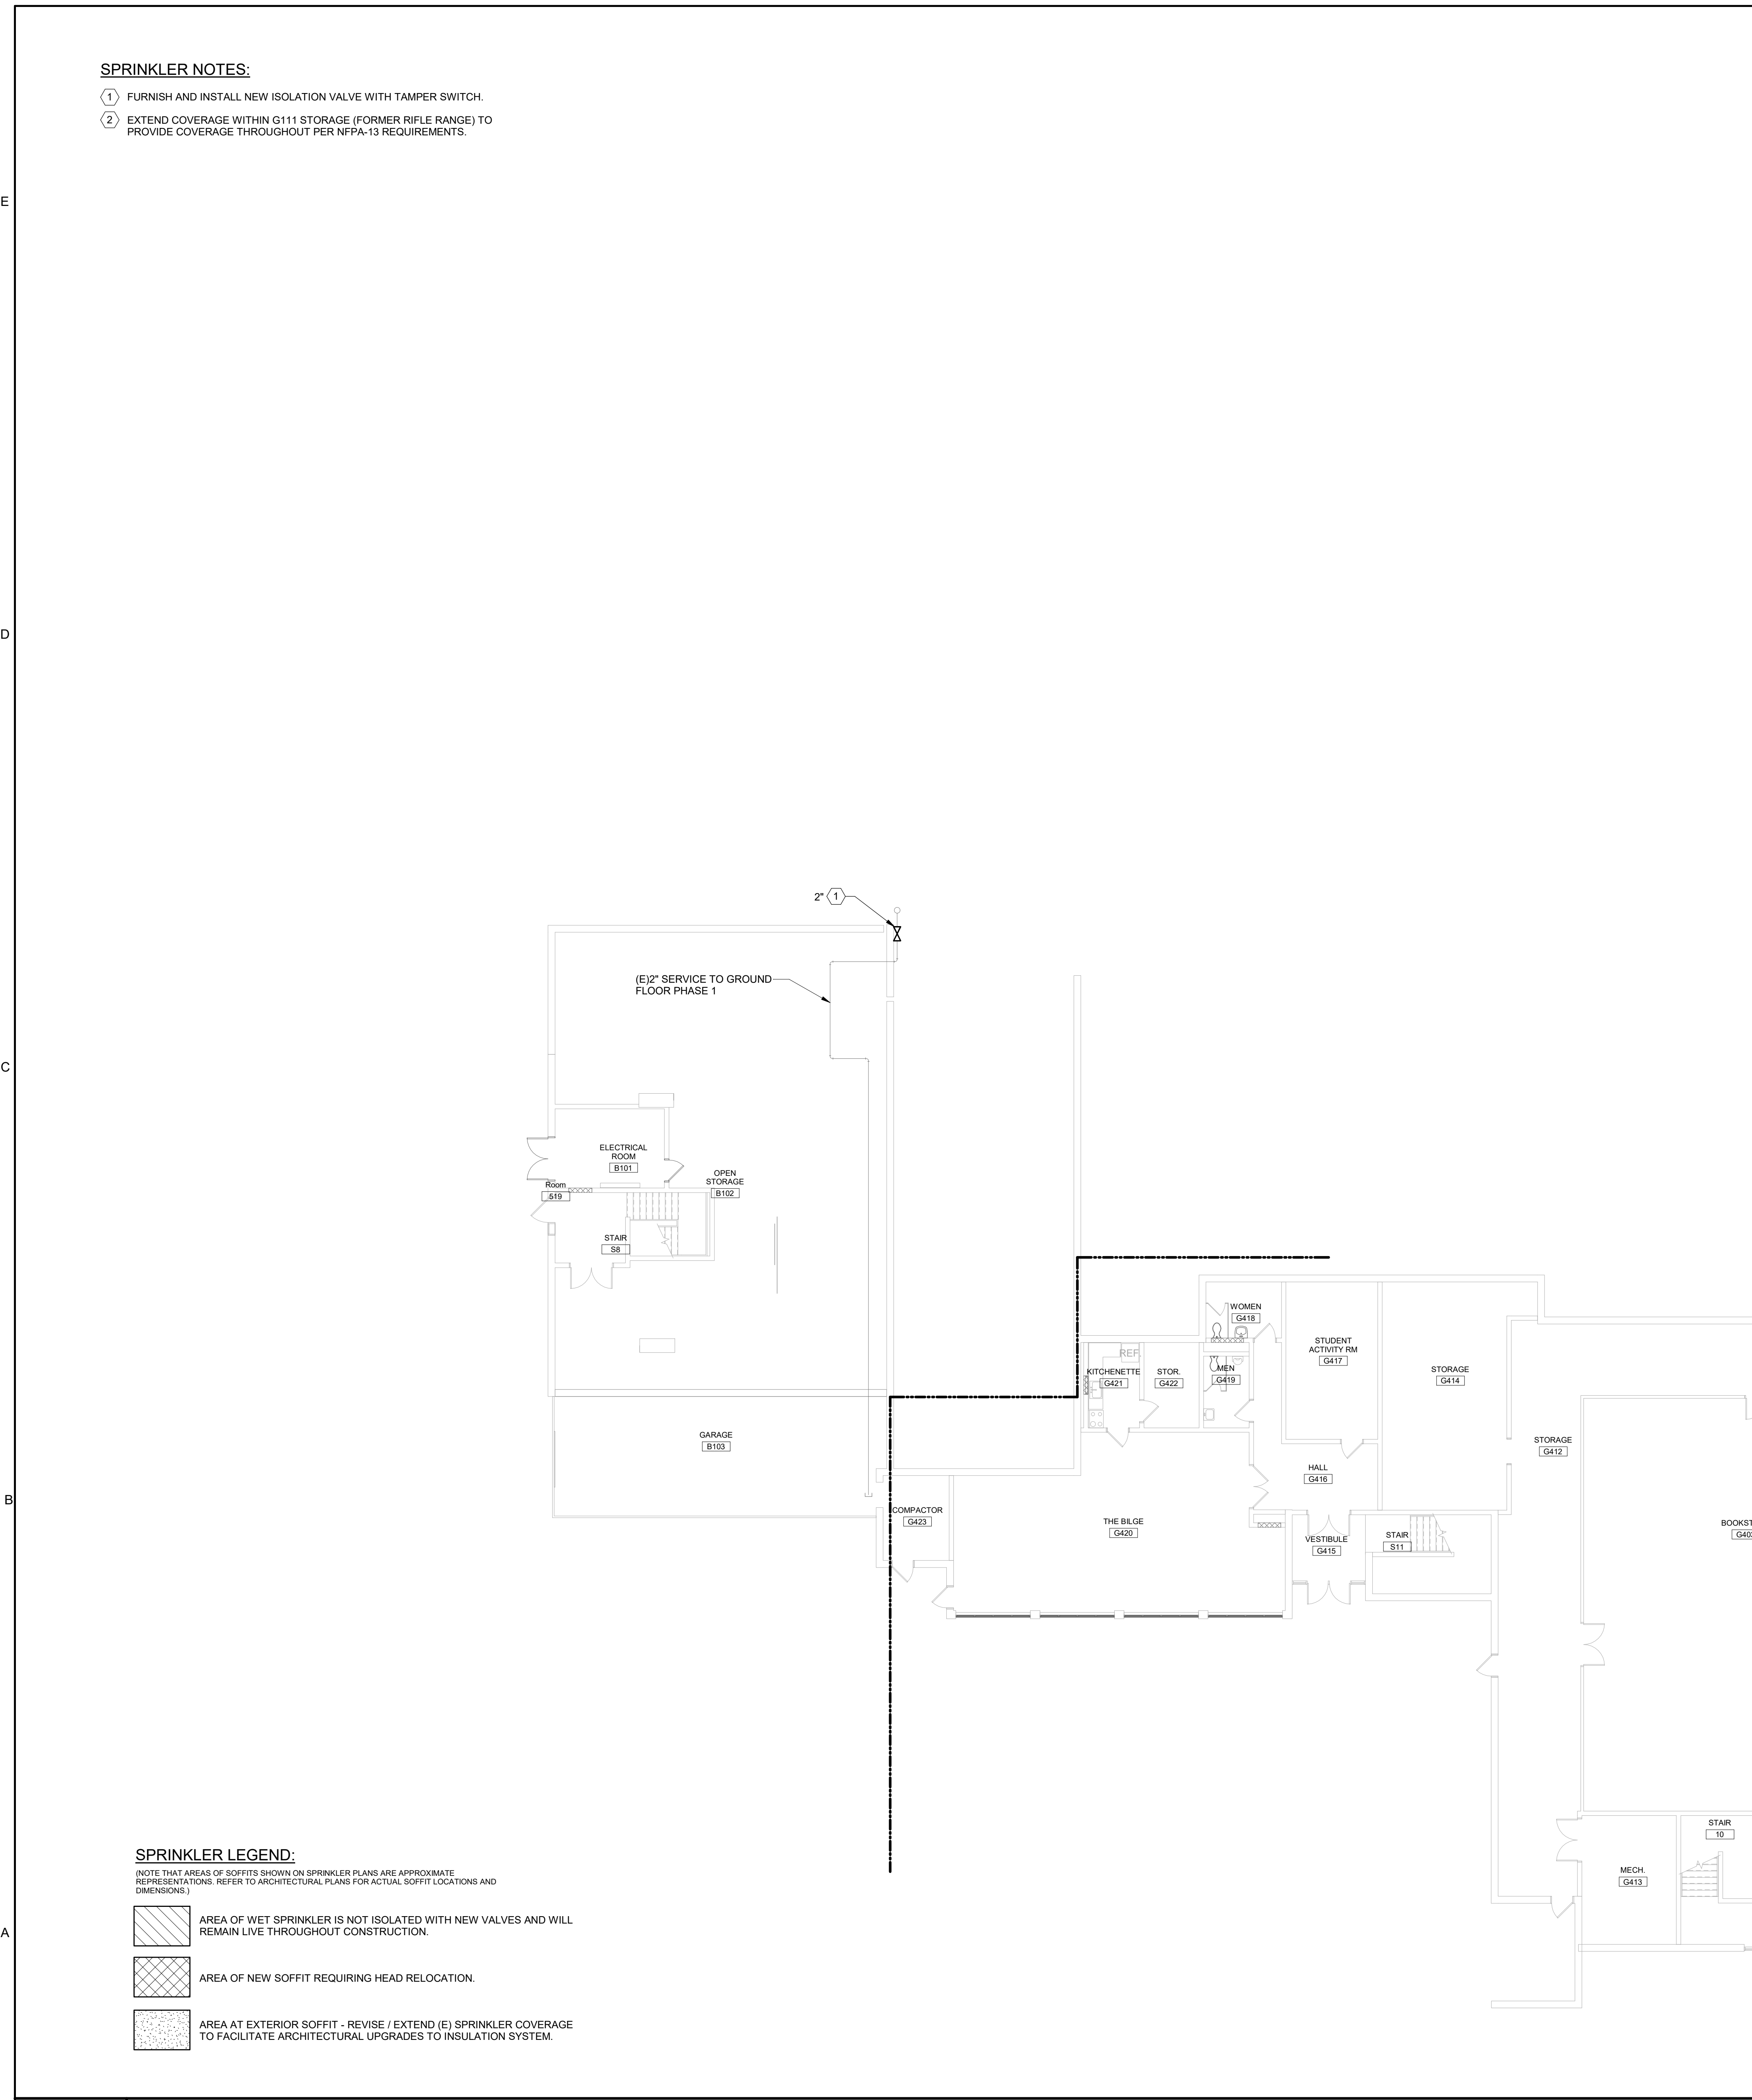 SPRINKLER NOTES:
1 FURNISH AND INSTALL NEW ISOLATION VALVE WITH TAMPER SWITCH.
2 EXTEND COVERAGE WITHIN G111 STORAGE (FORMER RIFLE RANGE) TO
PROVIDE COVERAGE THROUGHOUT PER NFPA-13 REQUIREMENTS.
E
D
C
B
A
2" 1
(E)2" SERVICE TO GROUND
FLOOR PHASE 1
ELECTRICAL
ROOM
B101
OPEN
STORAGE
B102
Room
519
STAIR
S8
GARAGE
B103
COMPACTOR
G423
WOMEN
G418
REF.
KITCHENETTE
G421
STOR.
G422
MEN
G419
STUDENT
ACTIVITY RM
G417
STORAGE
G414
STORAGE
G412
HALL
G416
THE BILGE
G420
VESTIBULE
G415
STAIR
S11
BOOKST
G40
STAIR
10
MECH.
G413
SPRINKLER LEGEND:
(NOTE THAT AREAS OF SOFFITS SHOWN ON SPRINKLER PLANS ARE APPROXIMATE
REPRESENTATIONS. REFER TO ARCHITECTURAL PLANS FOR ACTUAL SOFFIT LOCATIONS AND
DIMENSIONS.)
AREA OF WET SPRINKLER IS NOT ISOLATED WITH NEW VALVES AND WILL
REMAIN LIVE THROUGHOUT CONSTRUCTION.
AREA OF NEW SOFFIT REQUIRING HEAD RELOCATION.
AREA AT EXTERIOR SOFFIT - REVISE / EXTEND (E) SPRINKLER COVERAGE
TO FACILITATE ARCHITECTURAL UPGRADES TO INSULATION SYSTEM.